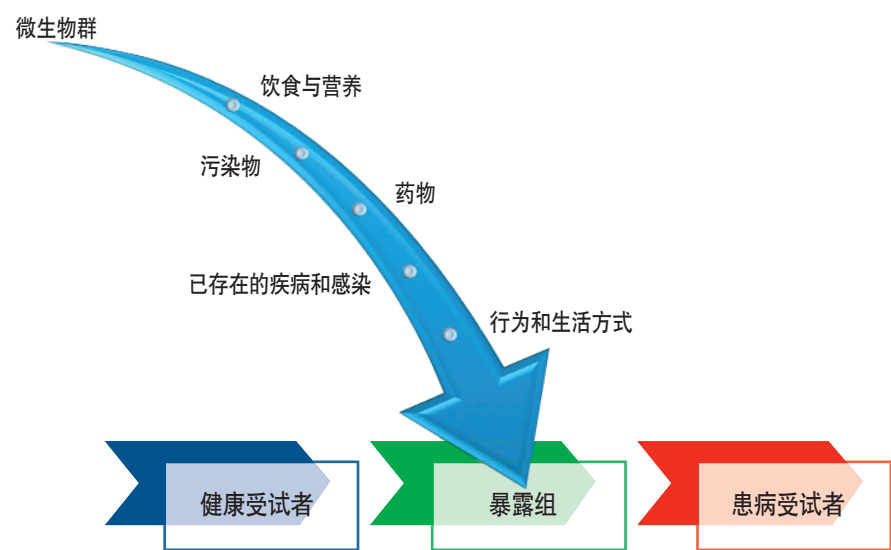 微生物群
饮食与营养
污染物
药物
已存在的疾病和感染
行为和生活方式
健康受试者
暴露组
患病受试者